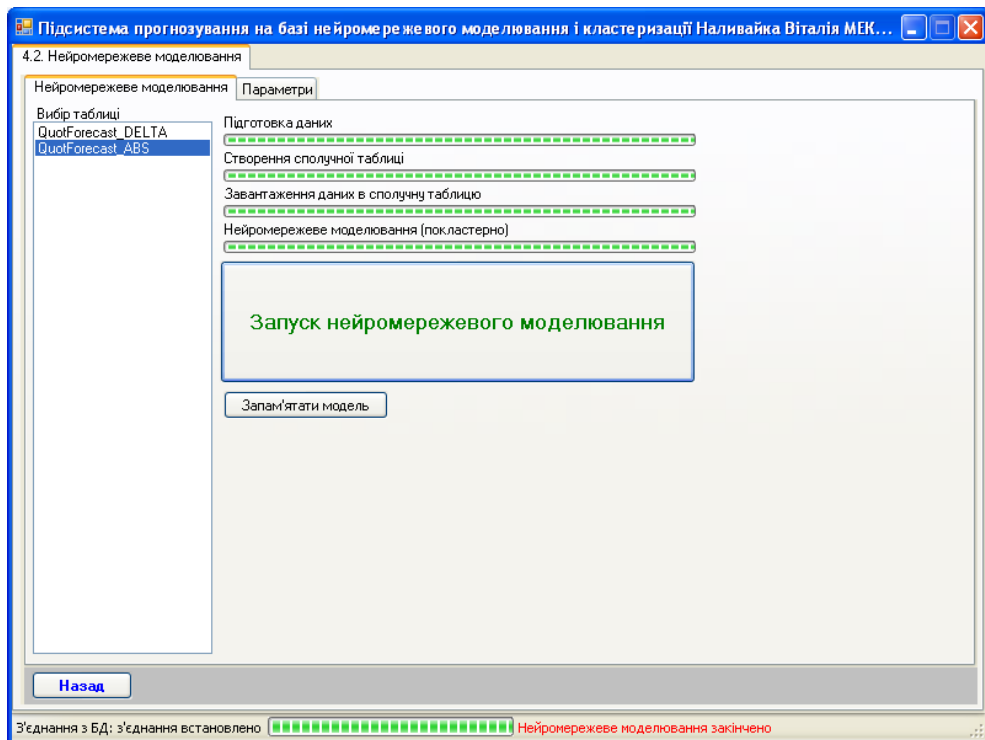 Підсистема прогнозування на базі нейромережевого моделювання і кластеризації Наливайка Віталія МЕК...
4.2. Нейромережеве моделювання
Нейромережеве моделювання Параметри
Вибір таблиці
QuotForecast_DELTA
QuotForecast_ABS
Підготовка даних
Створення сполучної таблиці
Завантаження даних в сполучну таблицю
Нейромережеве моделювання (покластерно)
Запуск нейромережевого моделювання
Запам'ятати модель
Назад
З'єднання з БД: з'єднання встановлено Нейромережеве моделювання закінчено